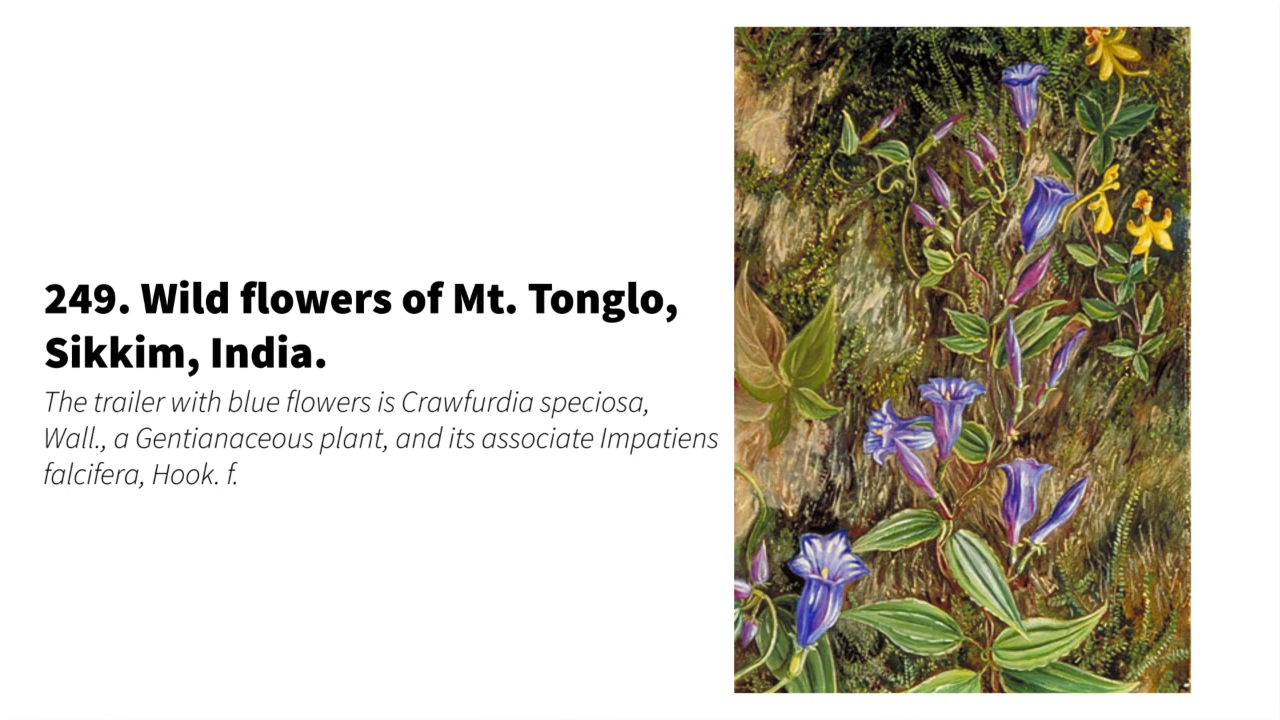 249. Wild flowers of Mt. Tonglo,
Sikkim, India.
The trailer with blue flowers is Crawfurdia speciosa,
Wall., a Gentianaceous plant, and its associate Impatiens
falcifera, Hook. f.